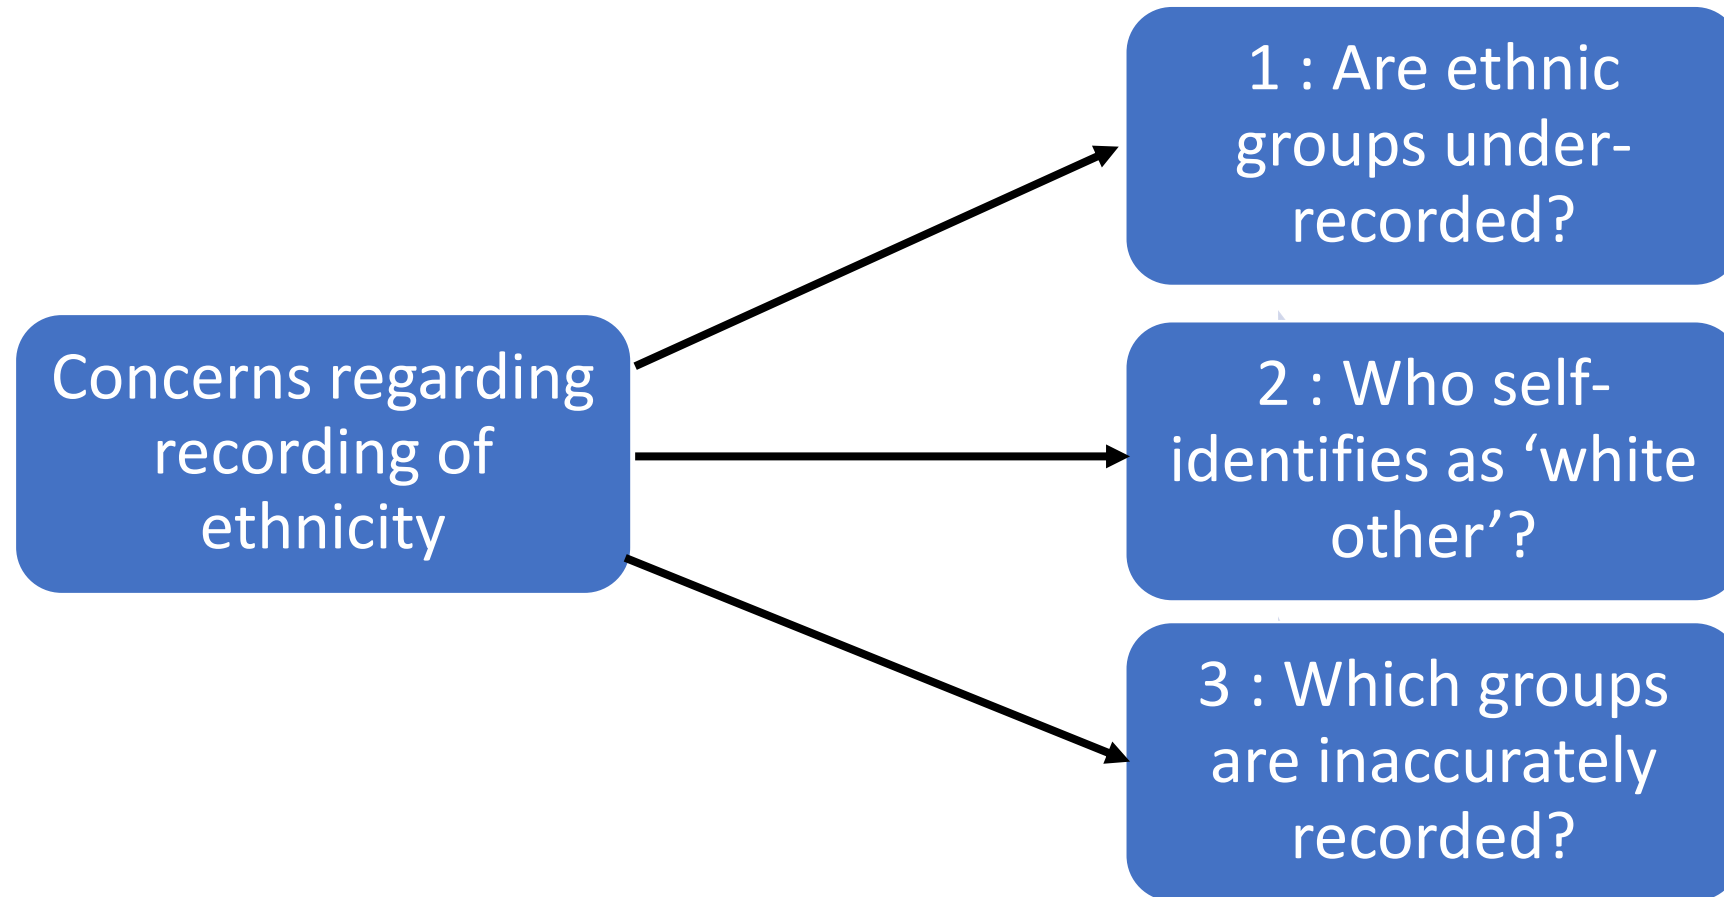 Concerns regarding
recording of
ethnicity
1 : Are ethnic
groups under-
recorded?
2 : Who self-
identifies as ‘white
other’?
3 : Which groups
are inaccurately
recorded?